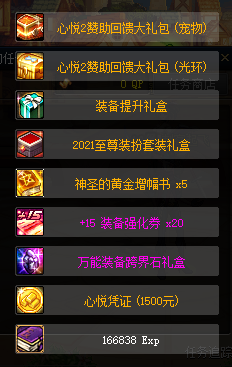 心悦2赞助回馈大礼包 (宠物)
心悦2赞助回馈大礼包 (光环)
装备提升礼盒
2021至尊装扮套装礼盒
神圣的黄金增幅书 x5
+15 装备强化券 x20
万能装备跨界石礼盒
心悦凭证 (1500元)
166838 Exp